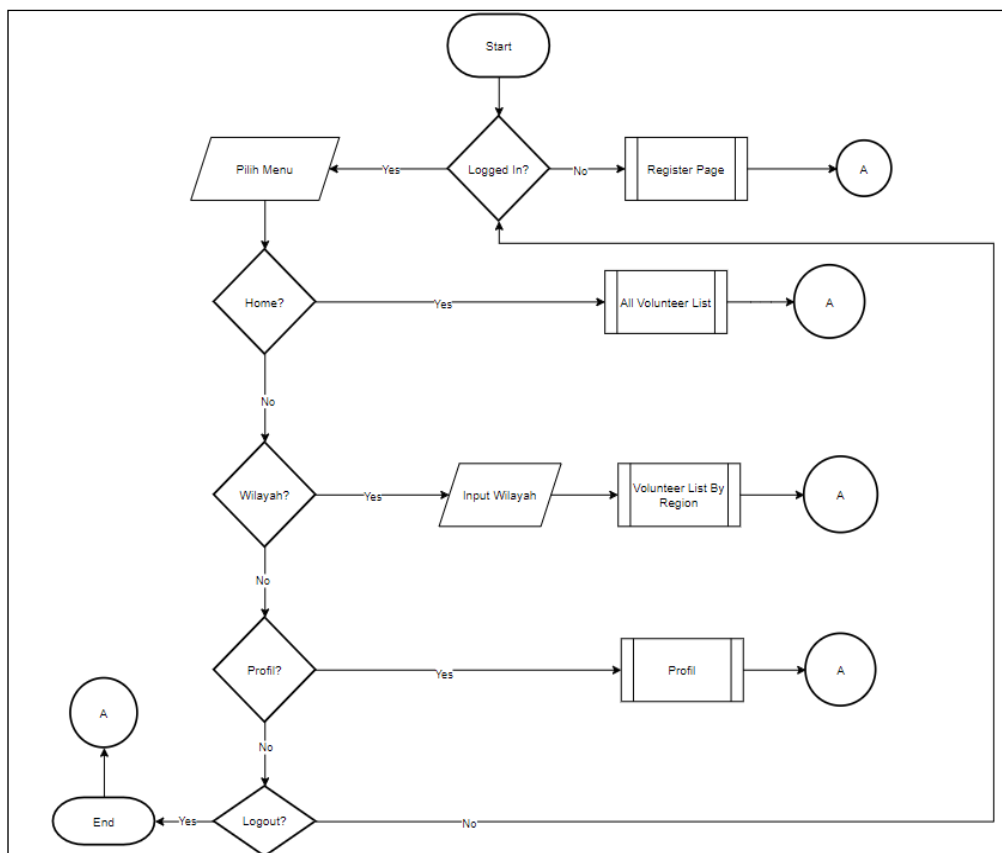 Start
Pilih Menu
Yes
Logged In?
No
Register Page
A
Home?
Yes
All Volunteer List
A
No
Wilayah?
Yes
Input Wilayah
Volunteer List By
Region
A
No
Profil?
Yes
Profil
A
A
No
End
Yes
Logout?
No